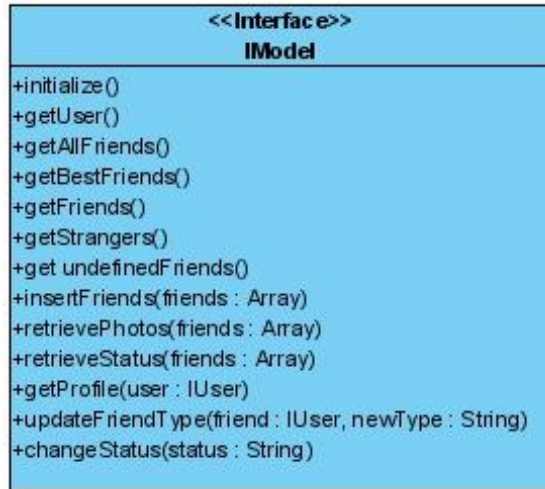 <<Interface>>
IModel
+initialize()
+getUser()
+getAllFriends()
+getBestFriends()
+getFriends()
+getStrangers()
+get undefinedFriends()
+insertFriends(friends : Array)
+retrievePhotos(friends : Array)
+retrieveStatus(friends : Array)
+getProfile(user : IUser)
+updateFriendType(friend : IUser, newType : String)
+changeStatus(status : String)